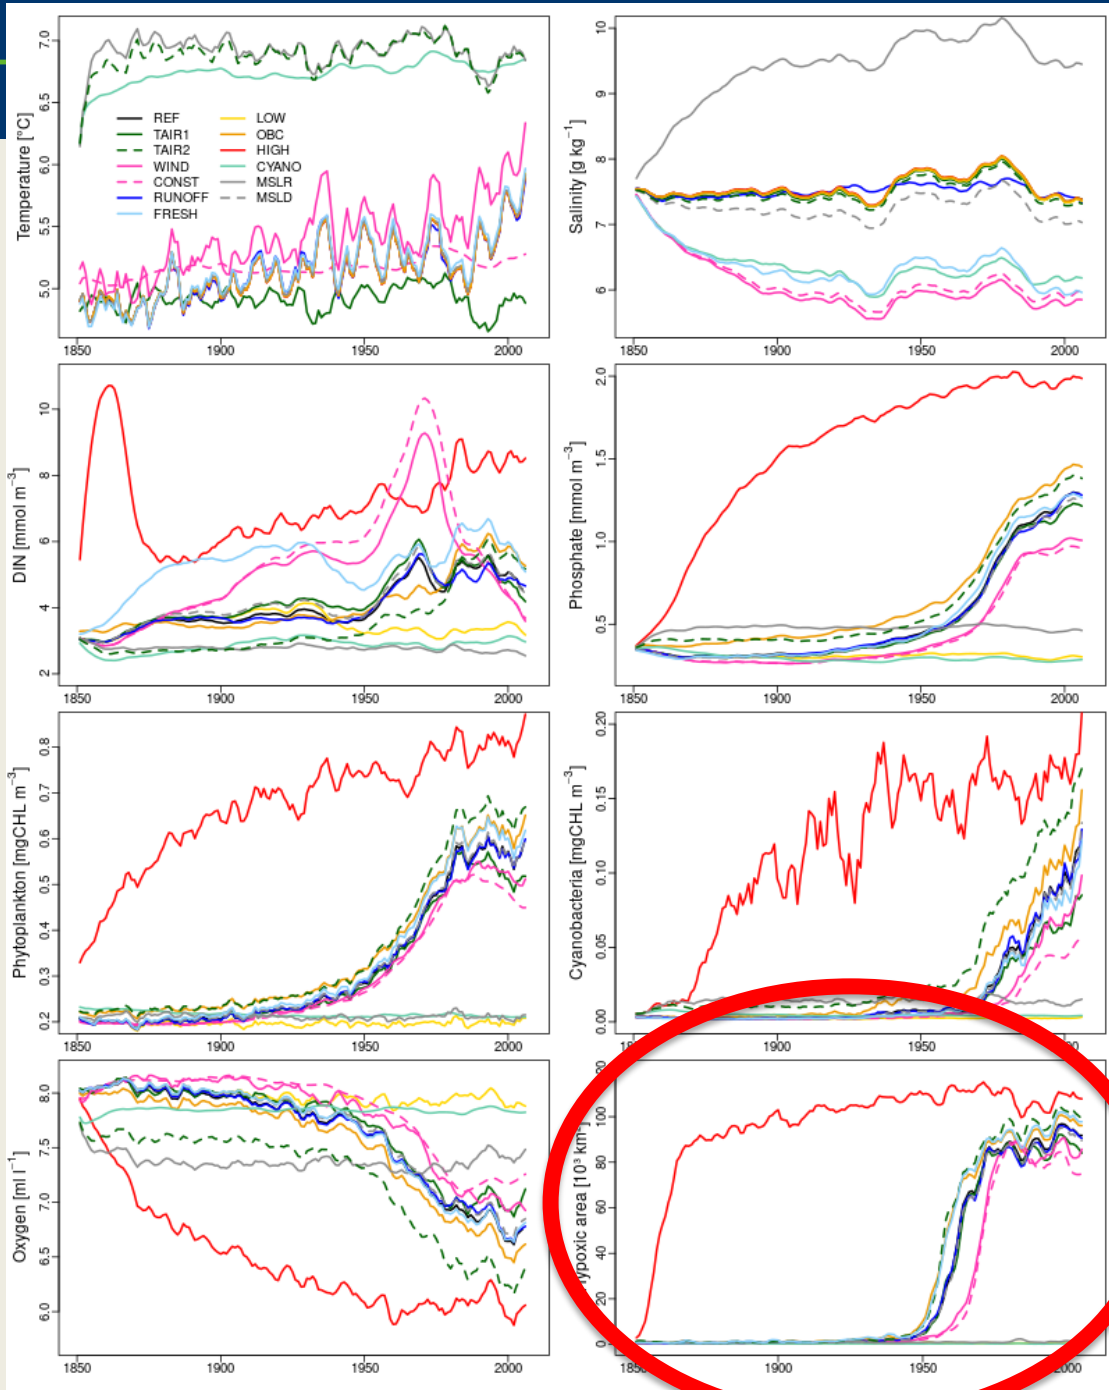 Temperature [°C]
7.0
6.5
6.0
5.5
5.0
REF
TAIR1
TAIR2
WIND
CONST
RUNOFF
FRESH
LOW
OBC
HIGH
CYANO
MSLR
MSLD
1850 1900 1950 2000
Salinity [g kg⁻¹]
10
9
8
7
6
1850 1900 1950 2000
DIN [mmol m⁻³]
10
8
6
4
2
1850 1900 1950 2000
Phosphate [mmol m⁻³]
2.0
1.5
1.0
0.5
1850 1900 1950 2000
Phytoplankton [mgCHL m⁻³]
0.8
0.7
0.6
0.5
0.4
0.3
0.2
1850 1900 1950 2000
Cyanobacteria [mgCHL m⁻³]
0.20
0.15
0.10
0.05
0.00
1900 1950 2000
Oxygen [ml l⁻¹]
8.0
7.5
7.0
6.5
6.0
1850 1900 1950 2000
area [10³ km
100
80
60
40
20
0
1850 1900 1950